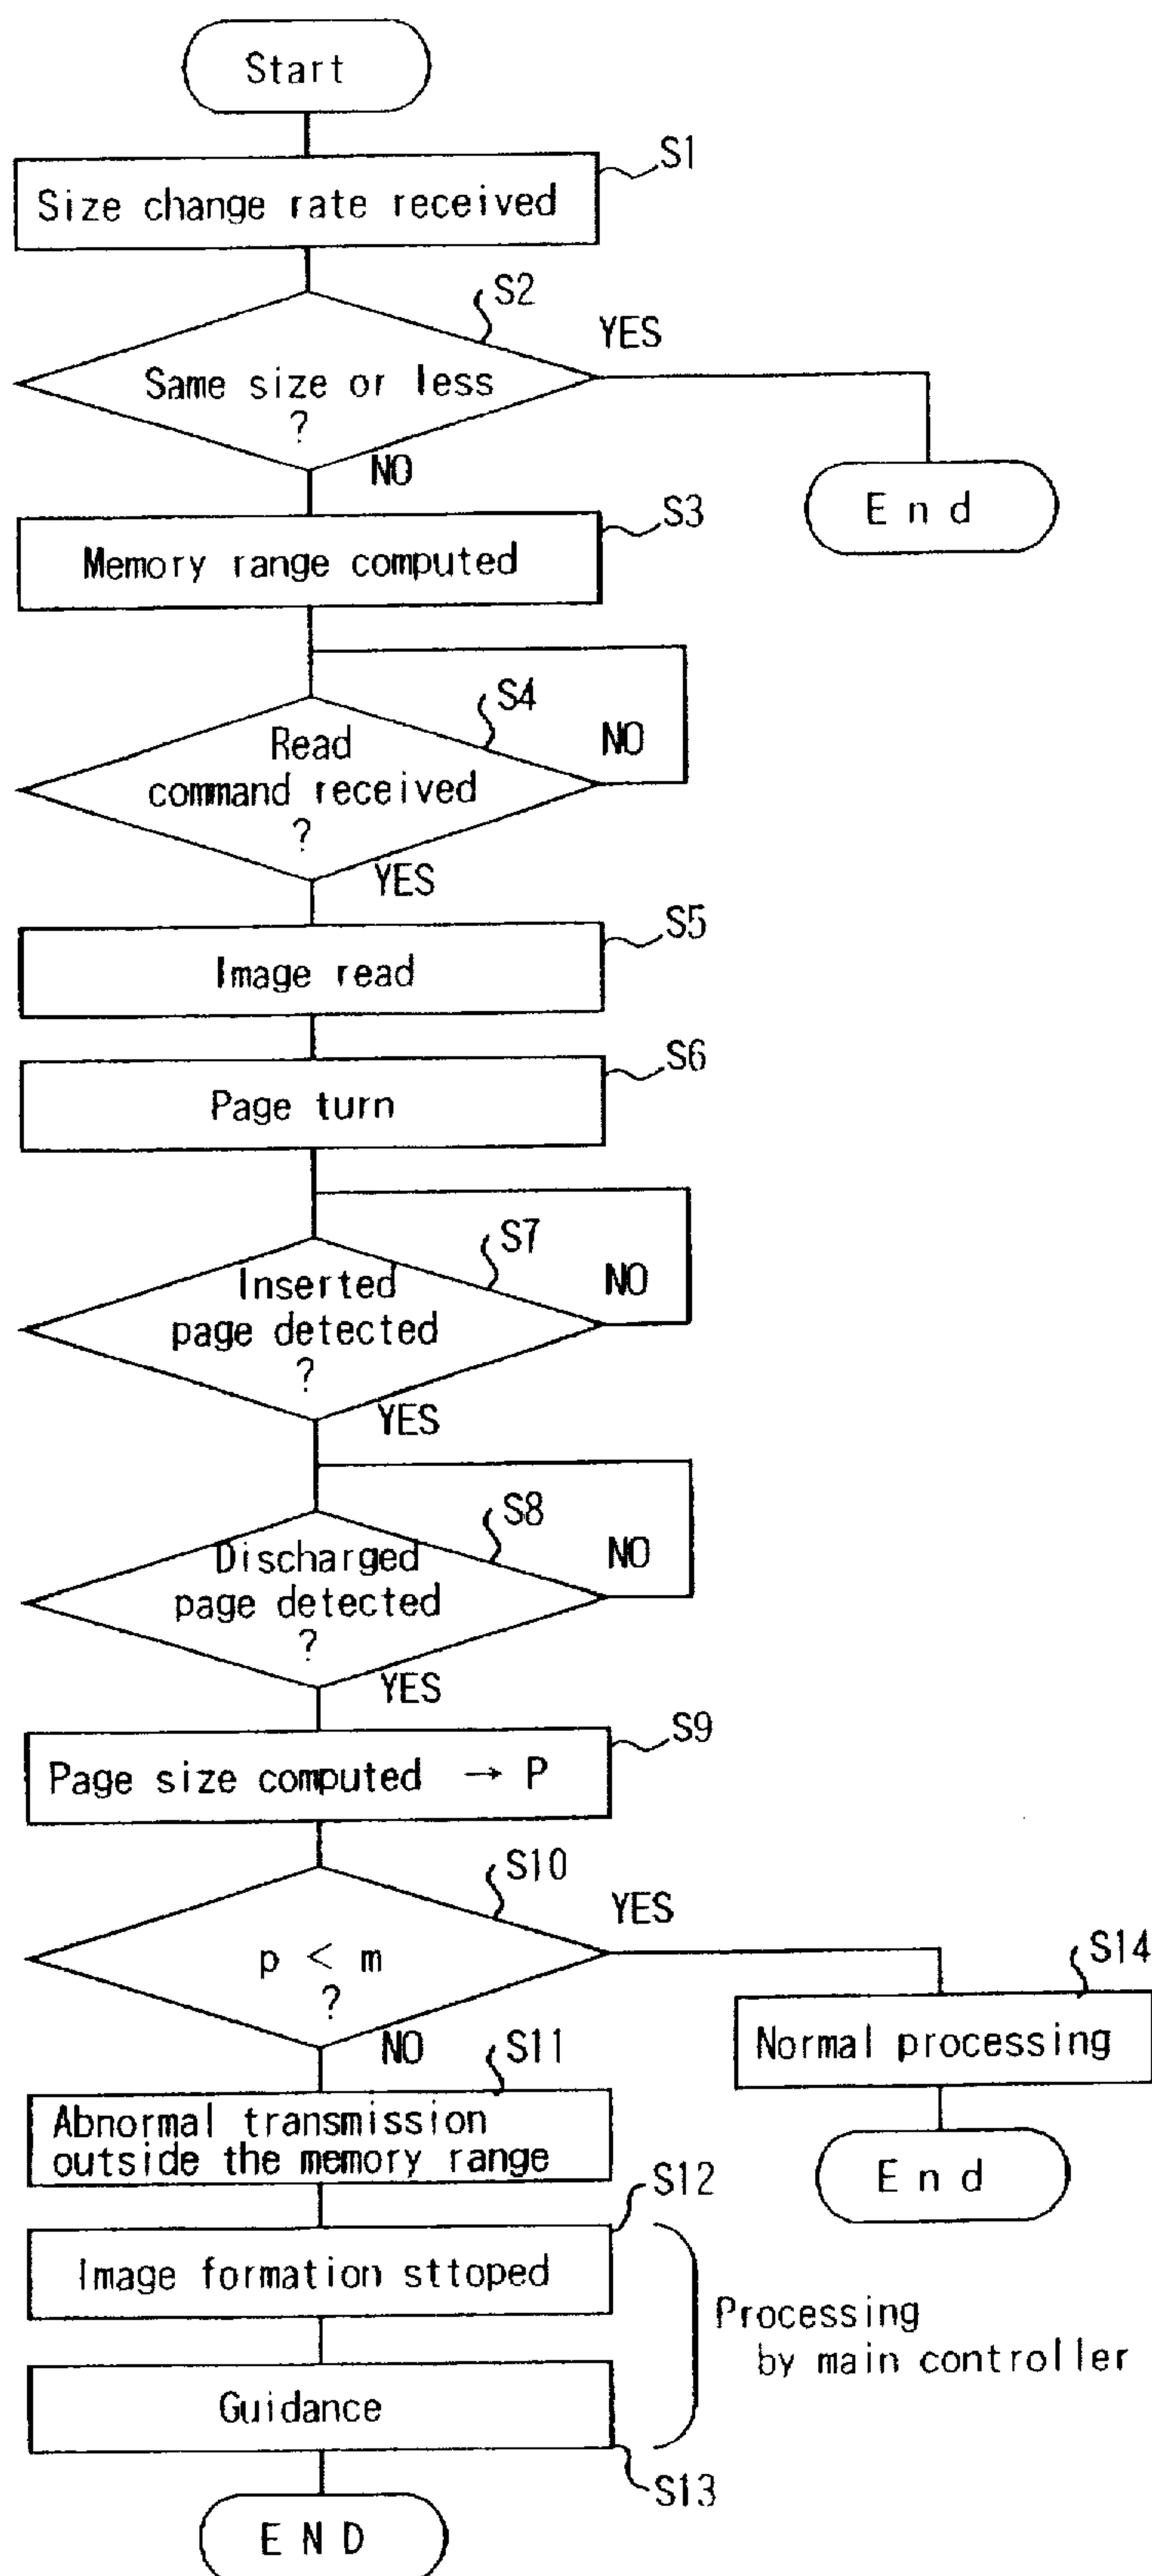 Start
S1
Size change rate received
S2
YES
Same size or less
?
NO
End
S3
Memory range computed
S4
Read
NO
command received
?
YES
S5
Image read
S6
Page turn
S7
Inserted
NO
page detected
?
YES
S8
Discharged
NO
page detected
?
YES
S9
Page size computed → P
S10
YES
p < m
?
NO
S14
Normal processing
End
S11
Abnormal transmission
outside the memory range
S12
Image formation sttoped
Processing
by main controller
Guidance
S13
END